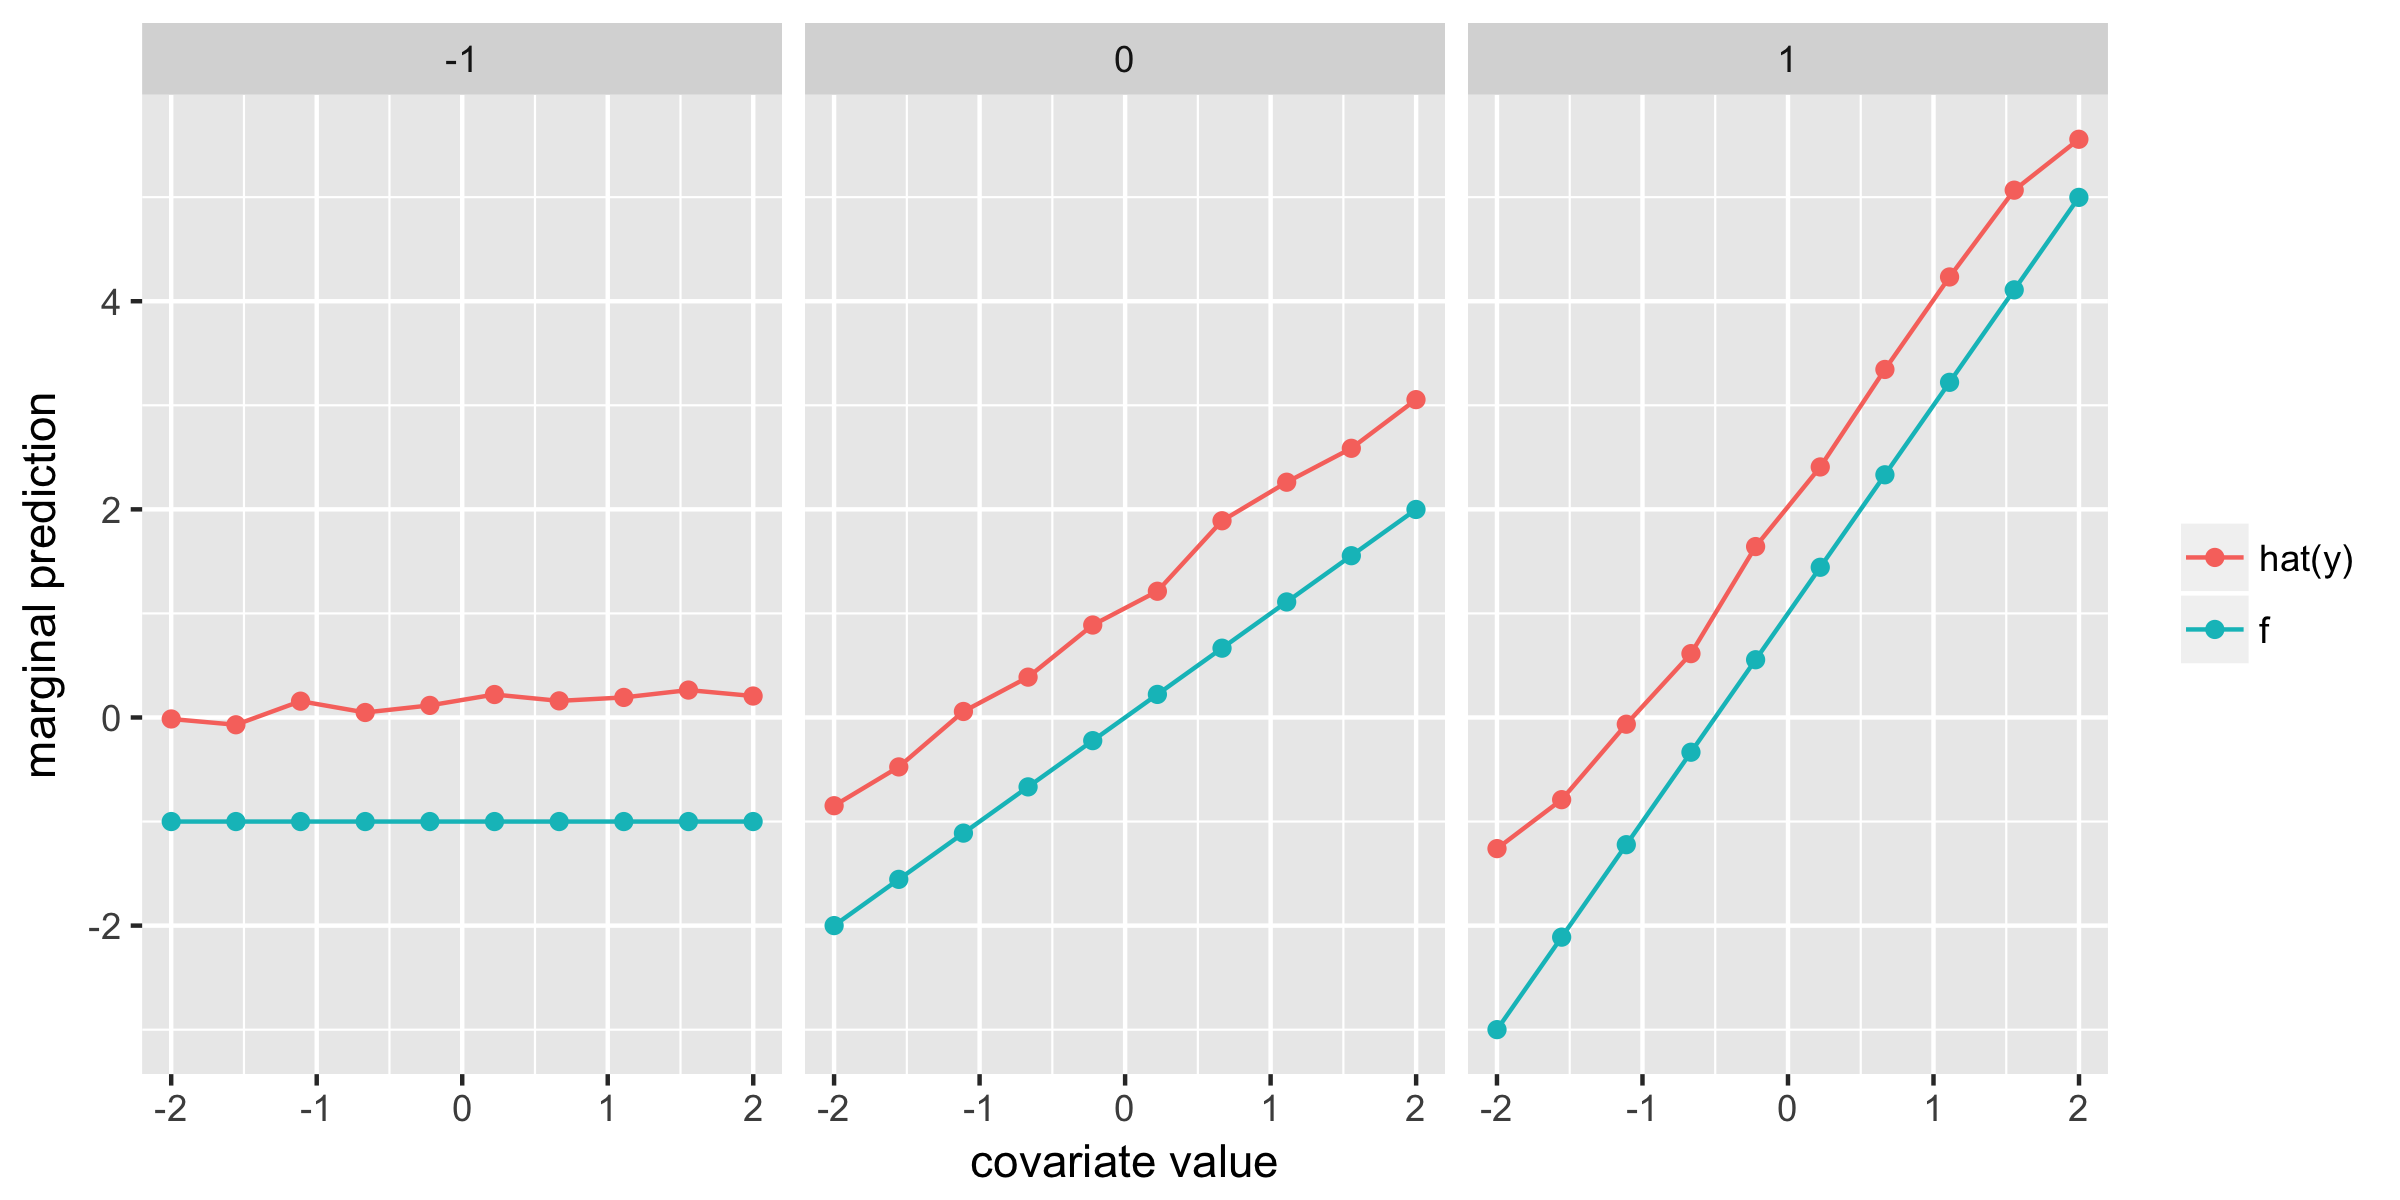 -1
0
1
marginal prediction
4
2
0
-2
-2 -1 0 1 2
-2 -1 0 1 2
-2 -1 0 1 2
covariate value
hat(y)
f